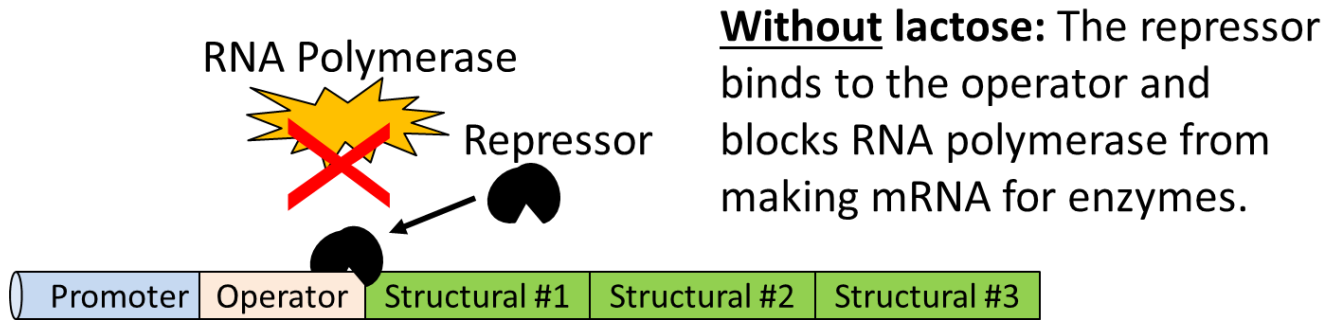 RNA Polymerase
Repressor
Without lactose: The repressor
binds to the operator and
blocks RNA polymerase from
making mRNA for enzymes.
Promoter
Operator
Structural #1
Structural #2
Structural #3